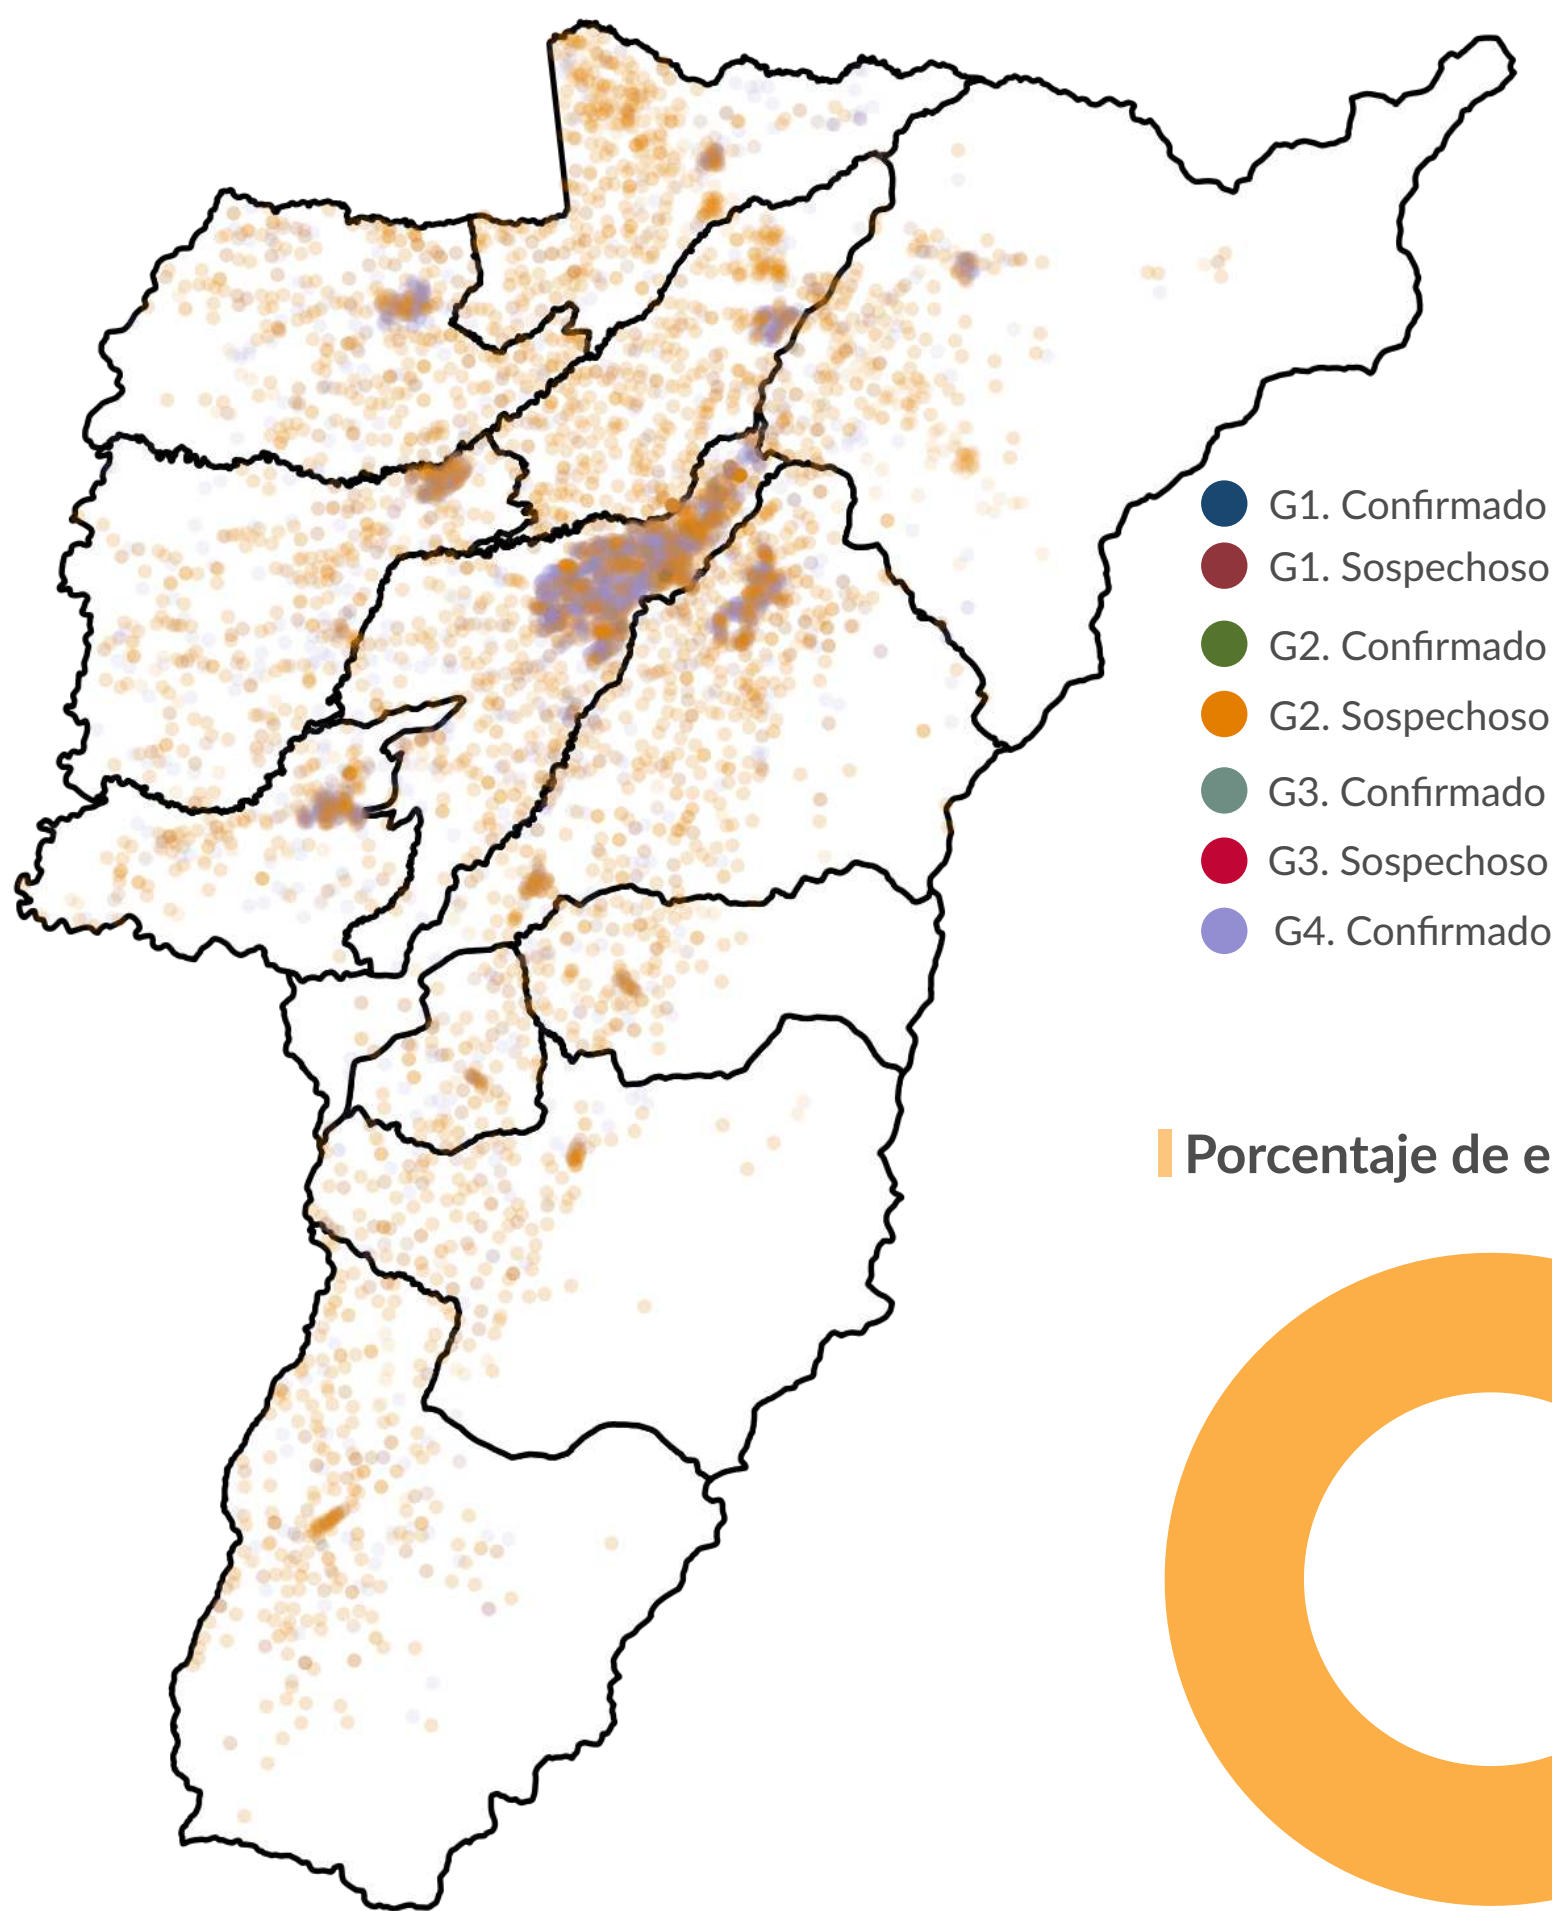 G1. Confirmado
G1. Sospechoso
G2. Confirmado
G2. Sospechoso
G3. Confirmado
G3. Sospechoso
G4. Confirmado
Porcentaje de e